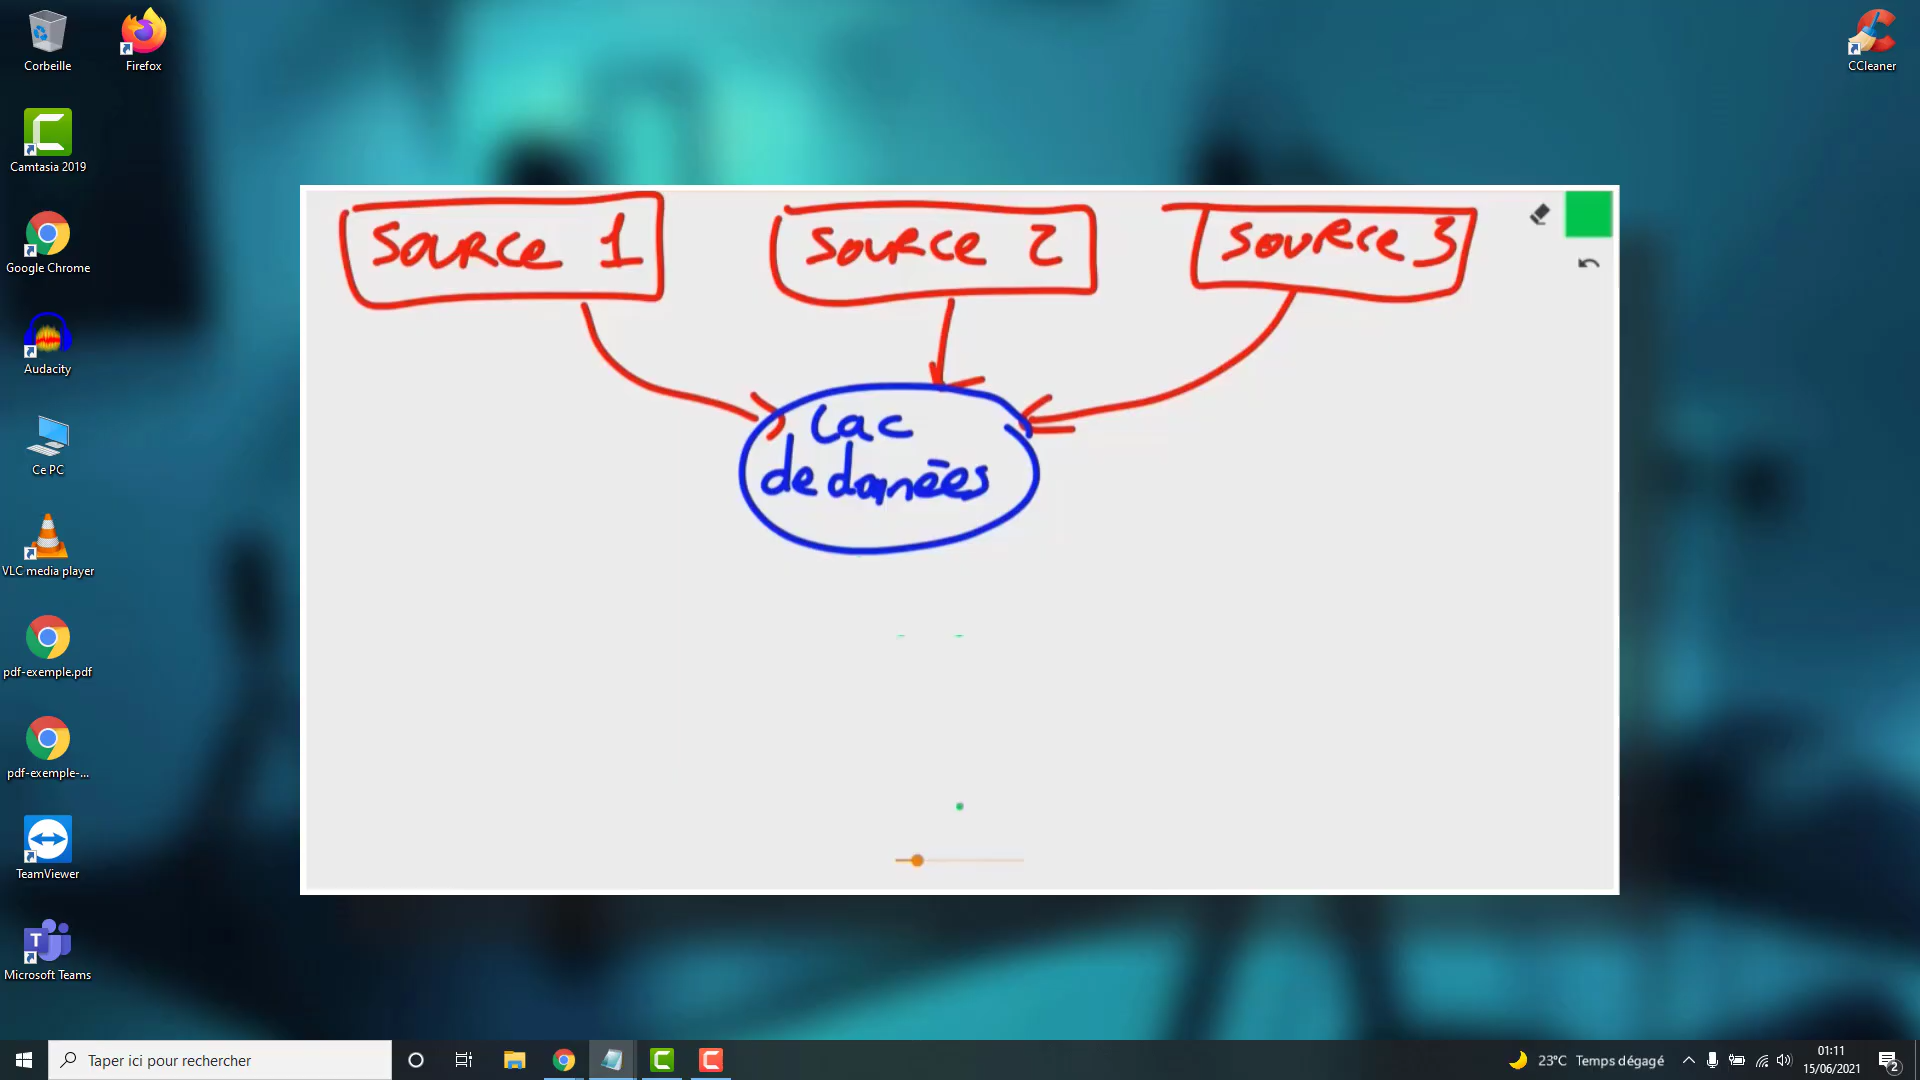 Corbeille
Firefox
CCleaner
Camtasia 2019
Google Chrome
Audacity
Ce PC
VLC media player
pdf-exemple.pdf
pdf-exemple-...
TeamViewer
T
Microsoft Teams
Source 1
Source 2
Source 3
Lac
de données
Taper ici pour rechercher
23°C Temps dégagé
01:11
15/06/2021
2